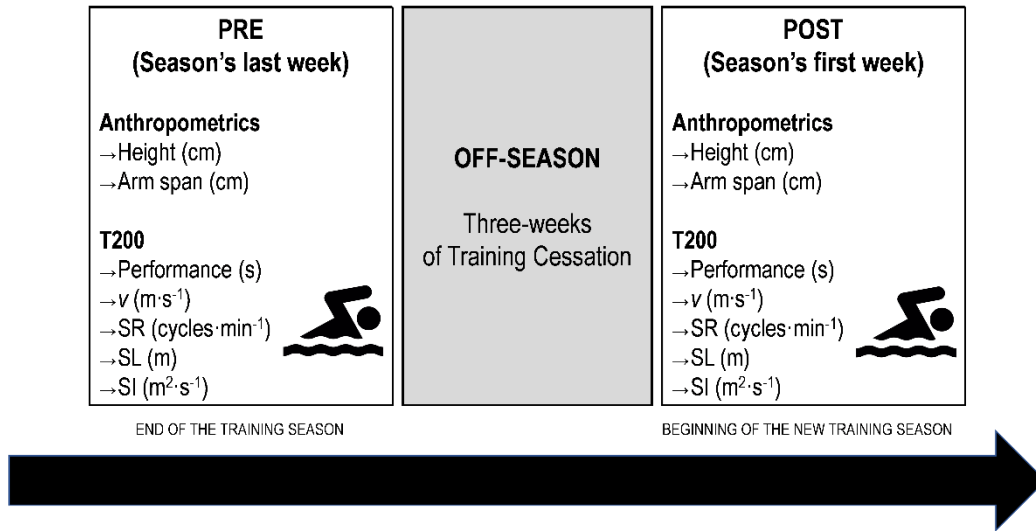 PRE
(Season's last week)
Anthropometrics
→Height (cm)
→Arm span (cm)
T200
→Performance (s)
→v (m·s⁻¹)
→SR (cycles·min⁻¹)
→SL (m)
→SI (m²·s⁻¹)
END OF THE TRAINING SEASON
OFF-SEASON
Three-weeks
of Training Cessation
POST
(Season's first week)
Anthropometrics
→Height (cm)
→Arm span (cm)
T200
→Performance (s)
→v (m·s⁻¹)
→SR (cycles·min⁻¹)
→SL (m)
→SI (m²·s⁻¹)
BEGINNING OF THE NEW TRAINING SEASON